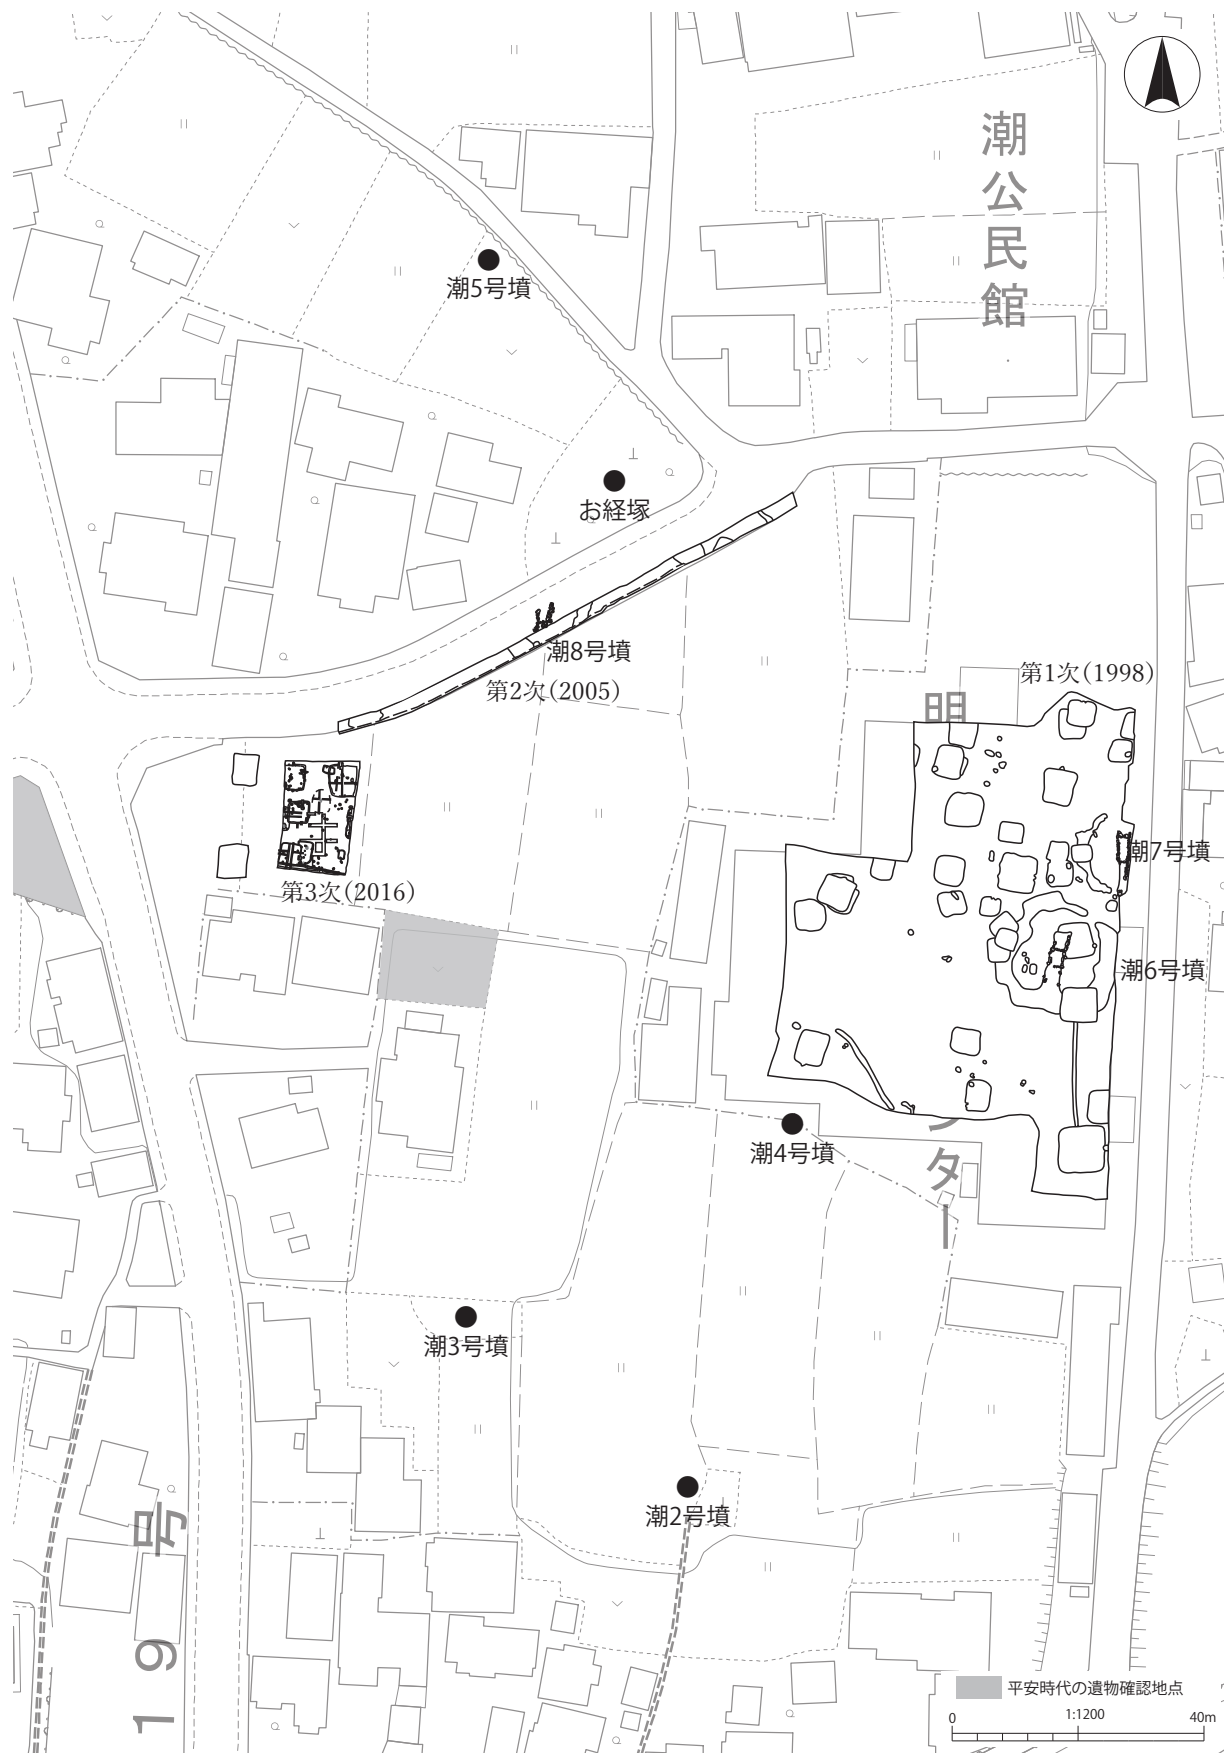 潮公民館
潮5号墳
お経塚
潮8号墳
第2次(2005)
第1次(1998)
明
潮7号墳
第3次(2016)
潮6号墳
潮4号墳
ター
潮3号墳
潮2号墳
19号
平安時代の遺物確認地点
0
1:1200
40m